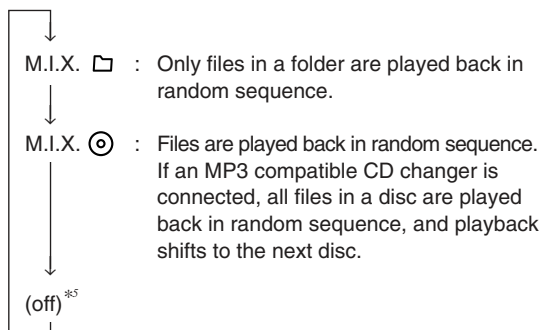 M.I.X. : Only files in a folder are played back in
random sequence.
M.I.X. : Files are played back in random sequence.
If an MP3 compatible CD changer is
connected, all files in a disc are played
back in random sequence, and playback
shifts to the next disc.
(off)*5